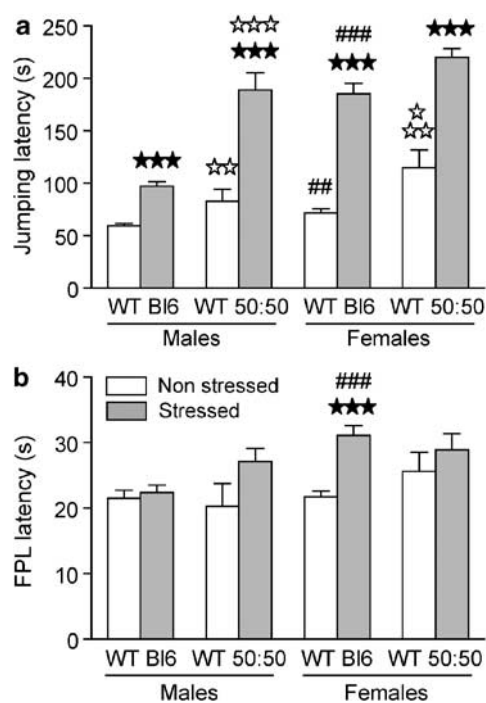 a
☆☆☆
★★★
###
★★★
★★★
★★★
☆☆
##
☆
☆☆
Jumping latency (s)
250
200
150
100
50
0
WT Bl6 WT 50:50 WT Bl6 WT 50:50
Males Females
b
Non stressed
Stressed
###
★★★
FPL latency (s)
40
30
20
10
0
WT Bl6 WT 50:50 WT Bl6 WT 50:50
Males Females